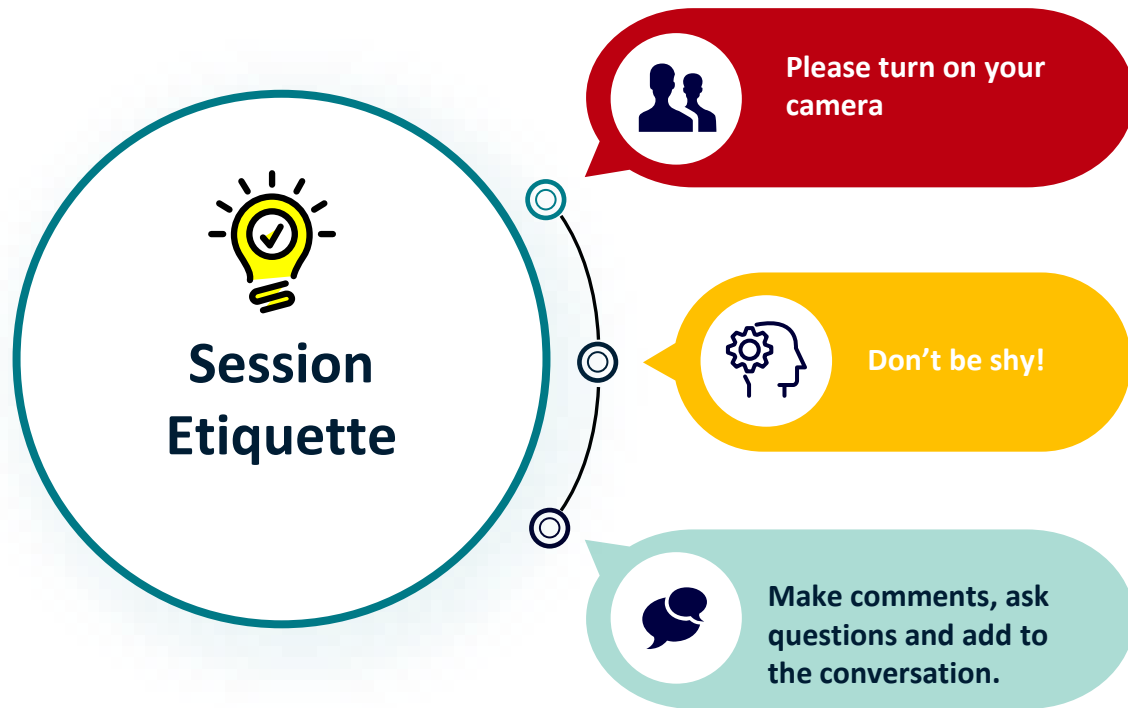 Session
Etiquette
Please turn on your
camera
Don’t be shy!
Make comments, ask
questions and add to
the conversation.